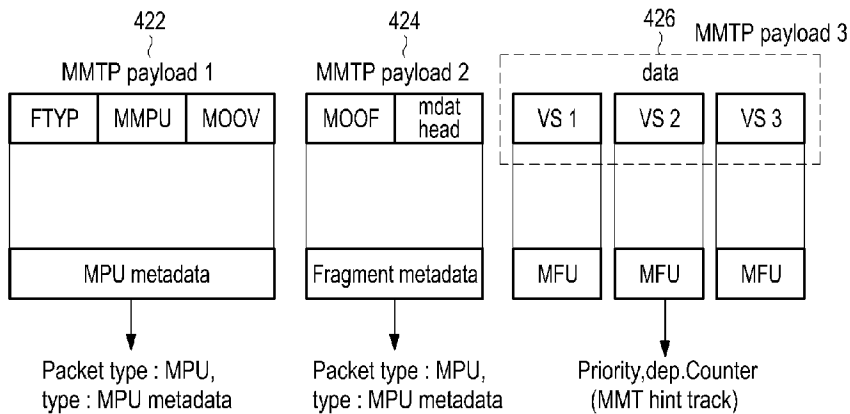 422
MMTP payload 1
FTYP MMPU MOOV
MPU metadata
Packet type : MPU,
type : MPU metadata
424
MMTP payload 2
MOOF mdat head
Fragment metadata
Packet type : MPU,
type : MPU metadata
426
MMTP payload 3
data
VS 1 VS 2 VS 3
MFU MFU MFU
Priority,dep.Counter
(MMT hint track)